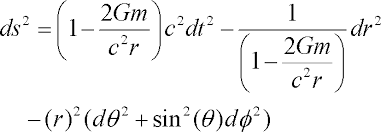 ds² = (1 - 2Gm/c²r) c²dt² - 1/(1 - 2Gm/c²r) dr²
-(r)²(dθ² + sin²(θ)dϕ²)